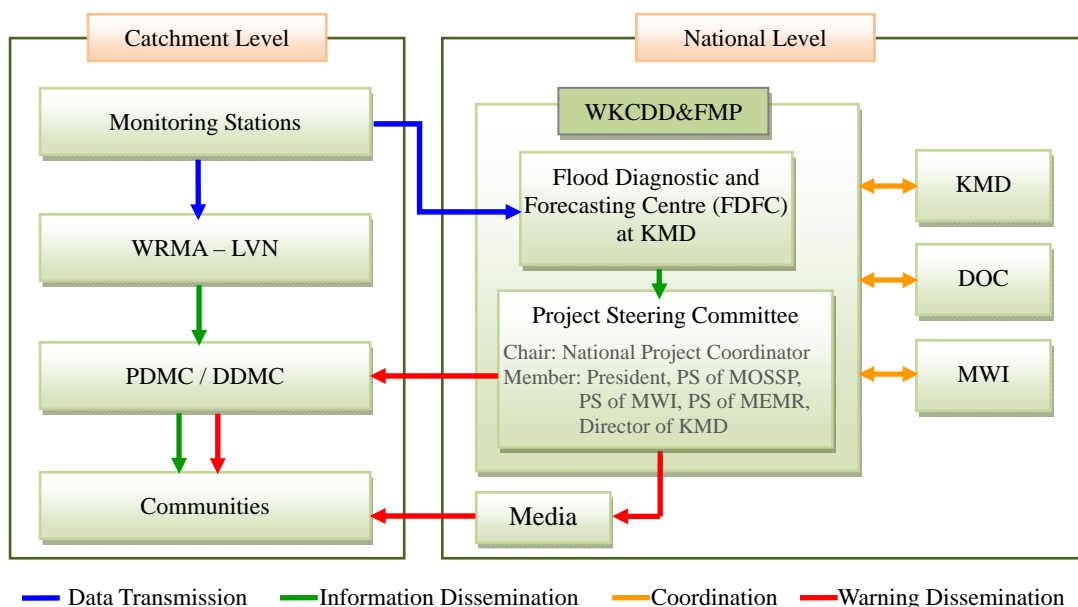 Catchment Level
National Level
Monitoring Stations
WRMA – LVN
PDMC / DDMC
Communities
WKCDD&FMP
Flood Diagnostic and
Forecasting Centre (FDFC)
at KMD
Project Steering Committee
Chair: National Project Coordinator
Member: President, PS of MOSSP,
PS of MWI, PS of MEMR,
Director of KMD
Media
KMD
DOC
MWI
Data Transmission
Information Dissemination
Coordination
Warning Dissemination